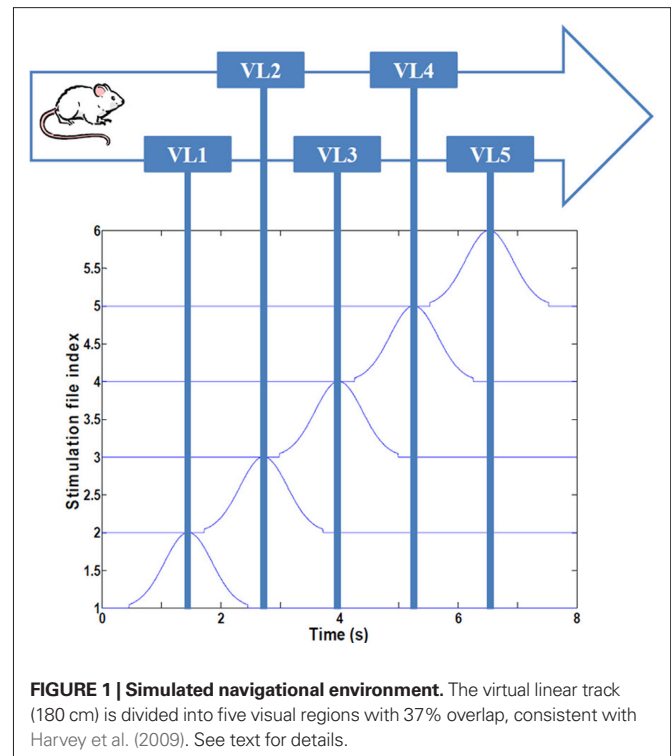 VL2 VL4
VL1 VL3 VL5
6
5.5
5
4.5
4
3.5
3
2.5
2
1.5
1
Stimulation file index
0 2 4 6 8
Time (s)
FIGURE 1 | Simulated navigational environment. The virtual linear track
(180 cm) is divided into five visual regions with 37% overlap, consistent with
Harvey et al. (2009). See text for details.